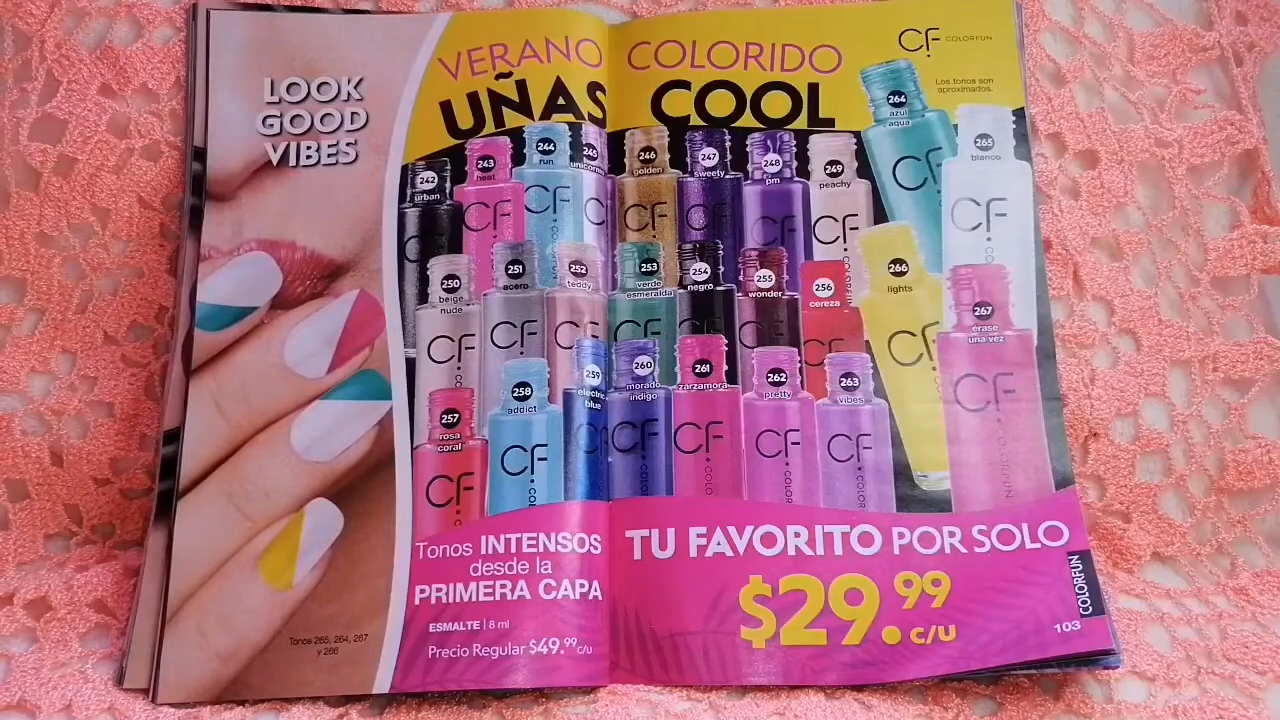 LOOK
GOOD
VIBES
VERANO COLORIDO
UÑAS COOL
CF COLORFUN
Los tonos son
aproximados.
242
urban
243
heat
244
run
245
unicornio
246
golden
247
sweety
248
pm
249
peachy
264
azul
aqua
265
blanco
250
beige
nude
251
acero
252
teddy
253
verde
esmeralda
254
negro
255
wonder
256
cereza
266
lights
267
érase
una vez
257
rosa
coral
258
addict
259
electric
blue
260
morado
índigo
261
zarzamora
262
pretty
263
vibes
Tonos INTENSOS
desde la
PRIMERA CAPA
ESMALTE | 8 ml
Precio Regular $49.99 c/u
TU FAVORITO POR SOLO
$29.99 c/u
COLORFUN
103
Tonos 265, 264, 267
y 266